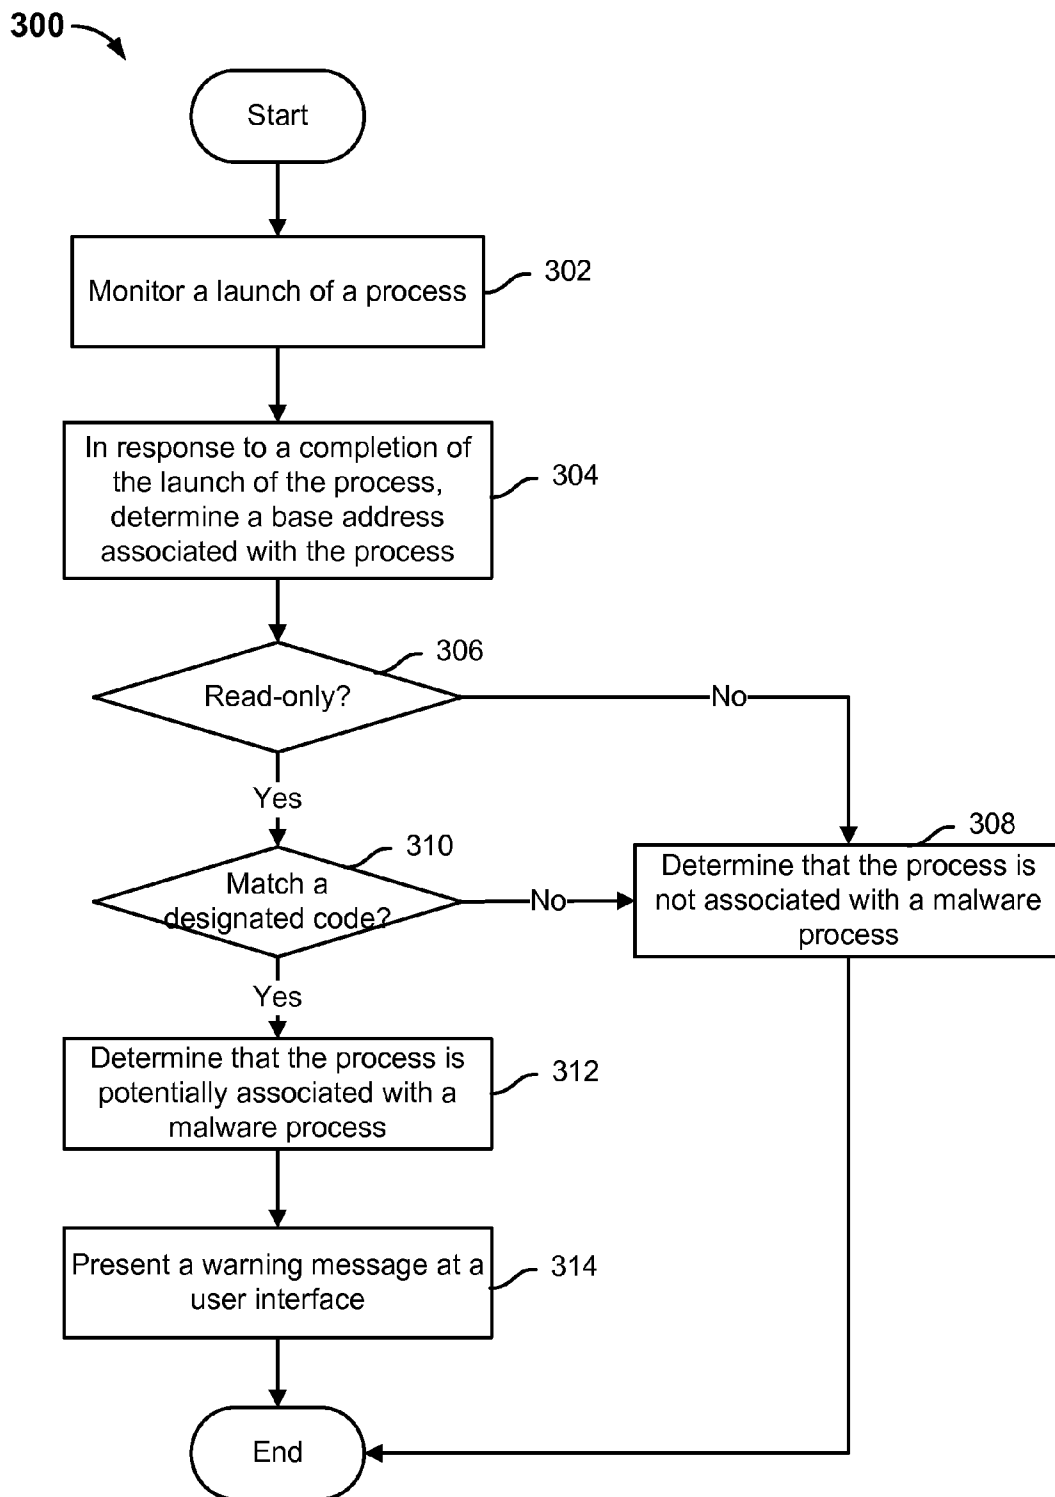 300
Start
Monitor a launch of a process
302
In response to a completion of
the launch of the process,
determine a base address
associated with the process
304
306
Read-only?
No
Yes
310
Match a
designated code?
No
308
Determine that the process is
not associated with a malware
process
Yes
Determine that the process is
potentially associated with a
malware process
312
Present a warning message at a
user interface
314
End